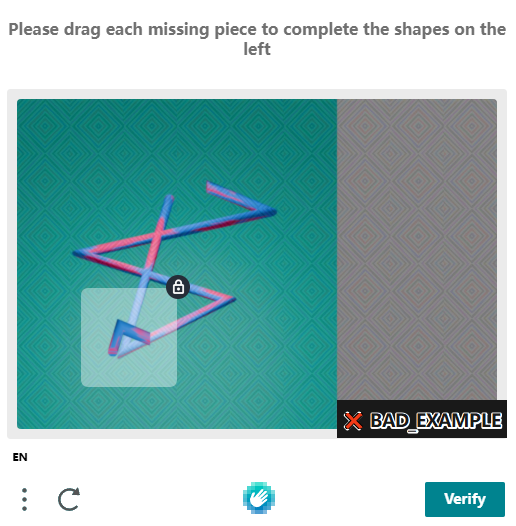 Please drag each missing piece to complete the shapes on the
left
BAD_EXAMPLE
EN
Verify